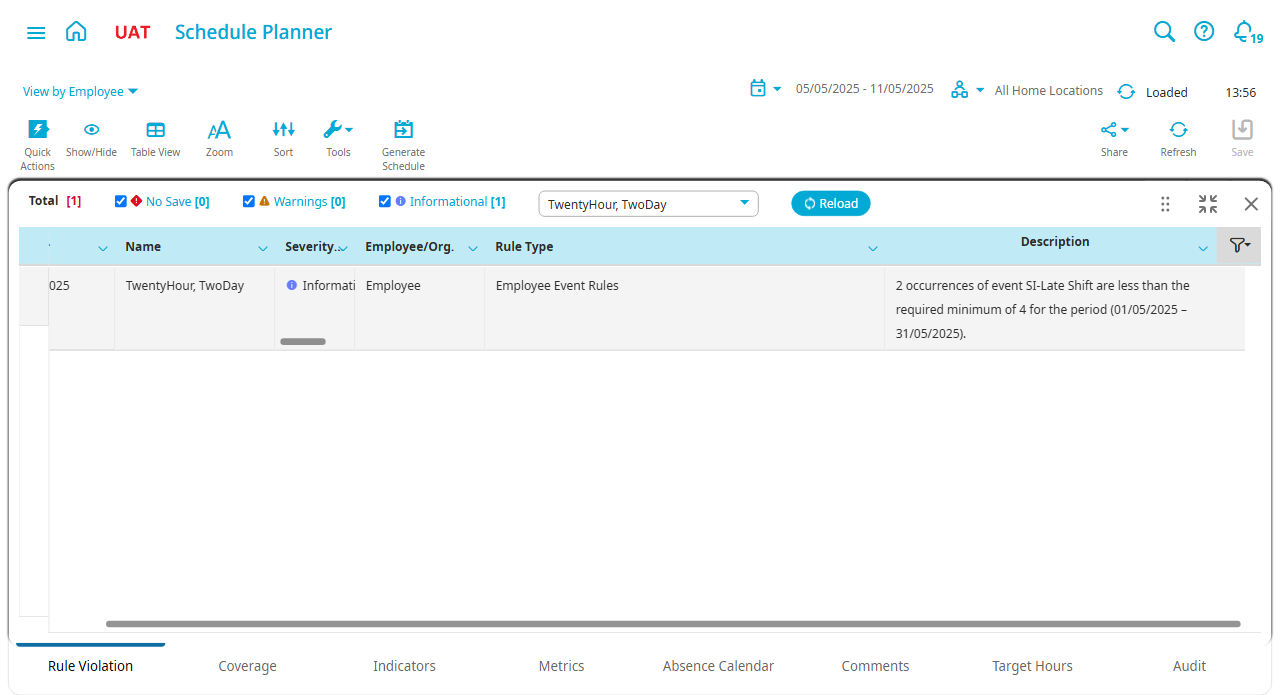 UAT Schedule Planner
19
View by Employee
05/05/2025 - 11/05/2025
All Home Locations
Loaded
13:56
Quick
Actions
Show/Hide
Table View
Zoom
Sort
Tools
Generate
Schedule
Share
Refresh
Save
Total [1]
No Save [0]
Warnings [0]
Informational [1]
TwentyHour, TwoDay
Reload
Name
Severity...
Employee/Org.
Rule Type
Description
025
TwentyHour, TwoDay
Informati
Employee
Employee Event Rules
2 occurrences of event SI-Late Shift are less than the
required minimum of 4 for the period (01/05/2025 –
31/05/2025).
Rule Violation
Coverage
Indicators
Metrics
Absence Calendar
Comments
Target Hours
Audit